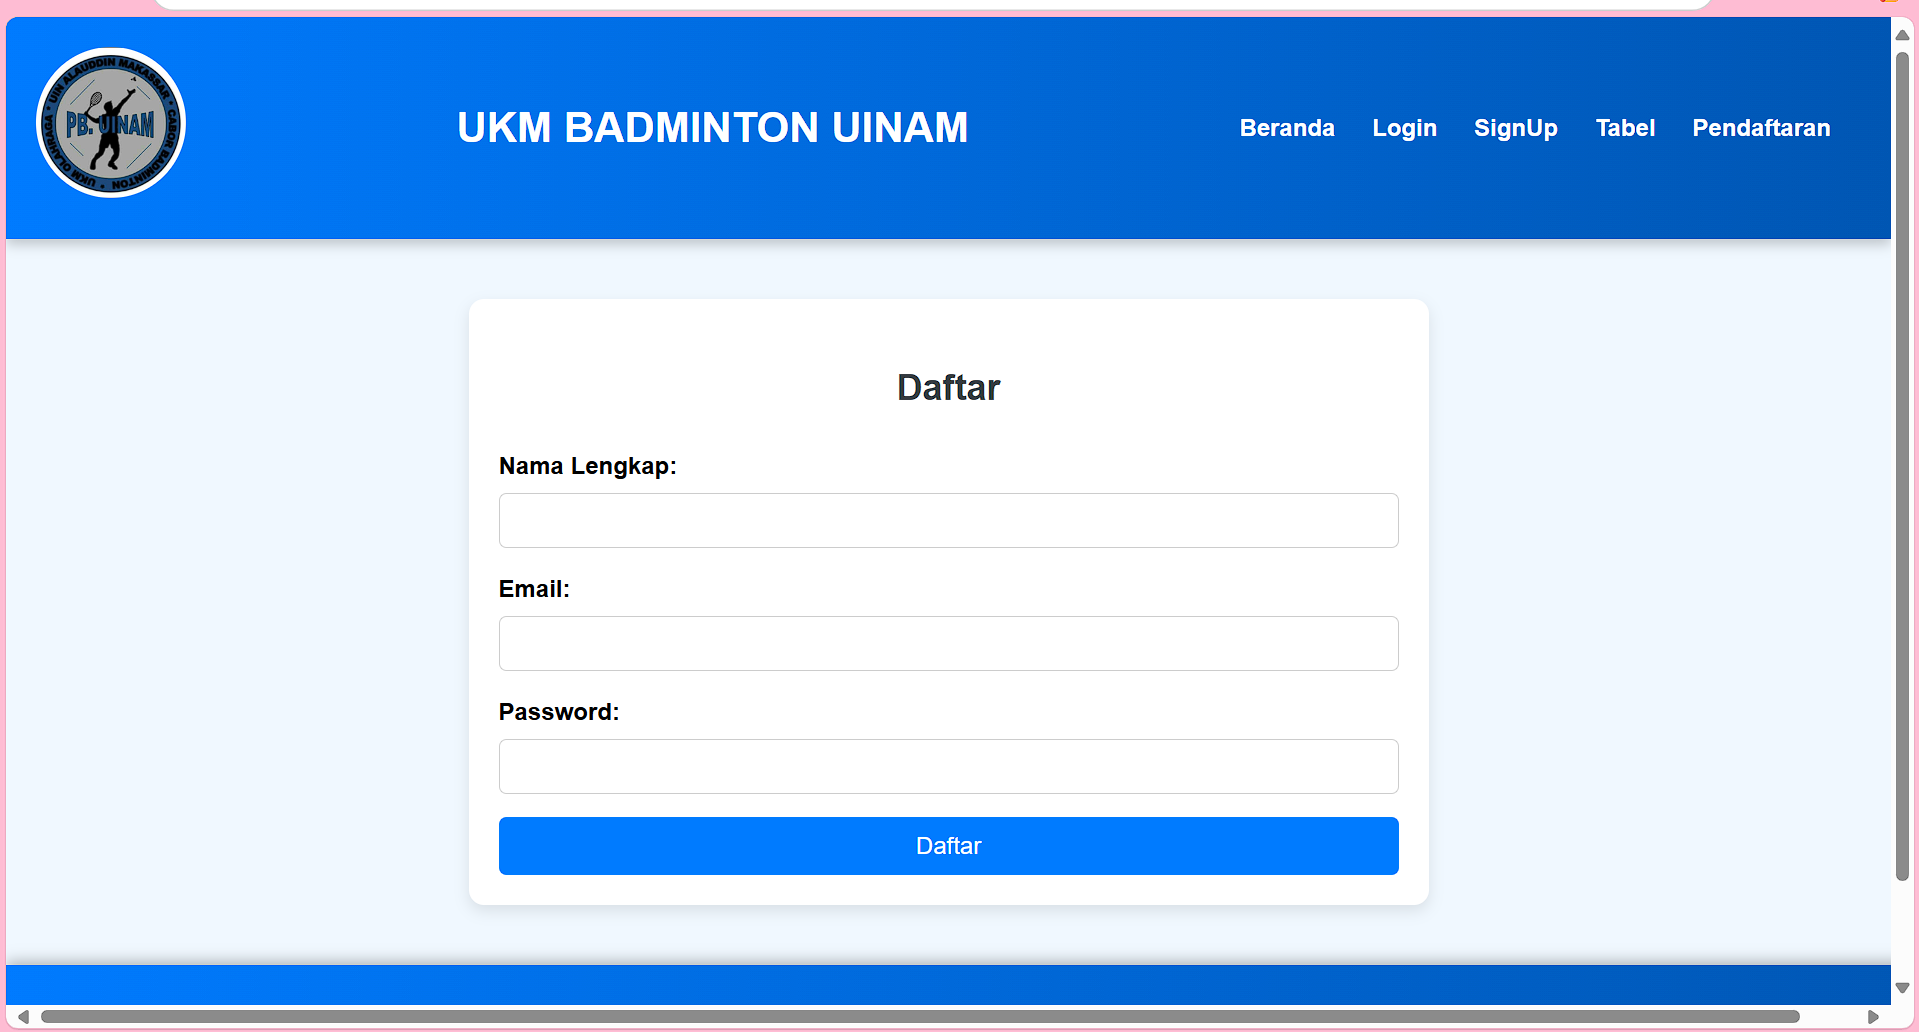 UIN ALAUDDIN MAKASSAR • CABOR BADMINTON • UKM OLAHRAGA •
PB. UINAM
UKM BADMINTON UINAM
Beranda Login SignUp Tabel Pendaftaran
Daftar
Nama Lengkap:
Email:
Password:
Daftar